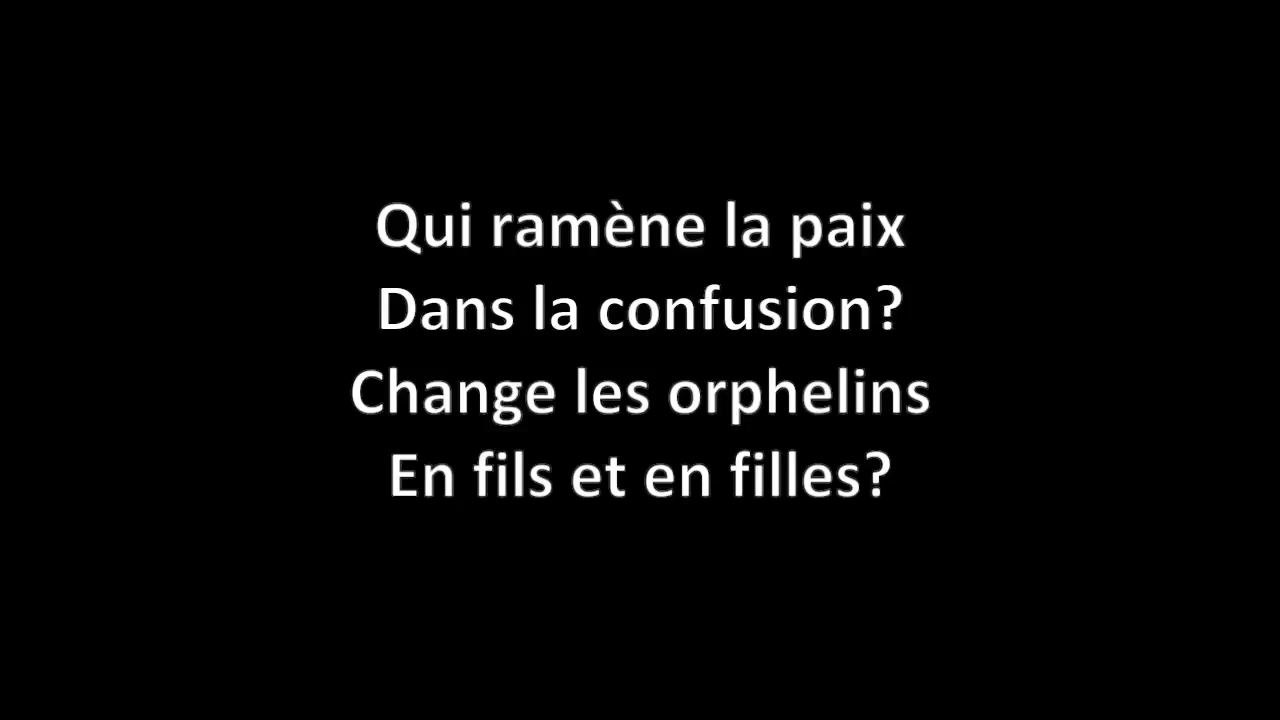 Qui ramène la paix
Dans la confusion?
Change les orphelins
En fils et en filles?